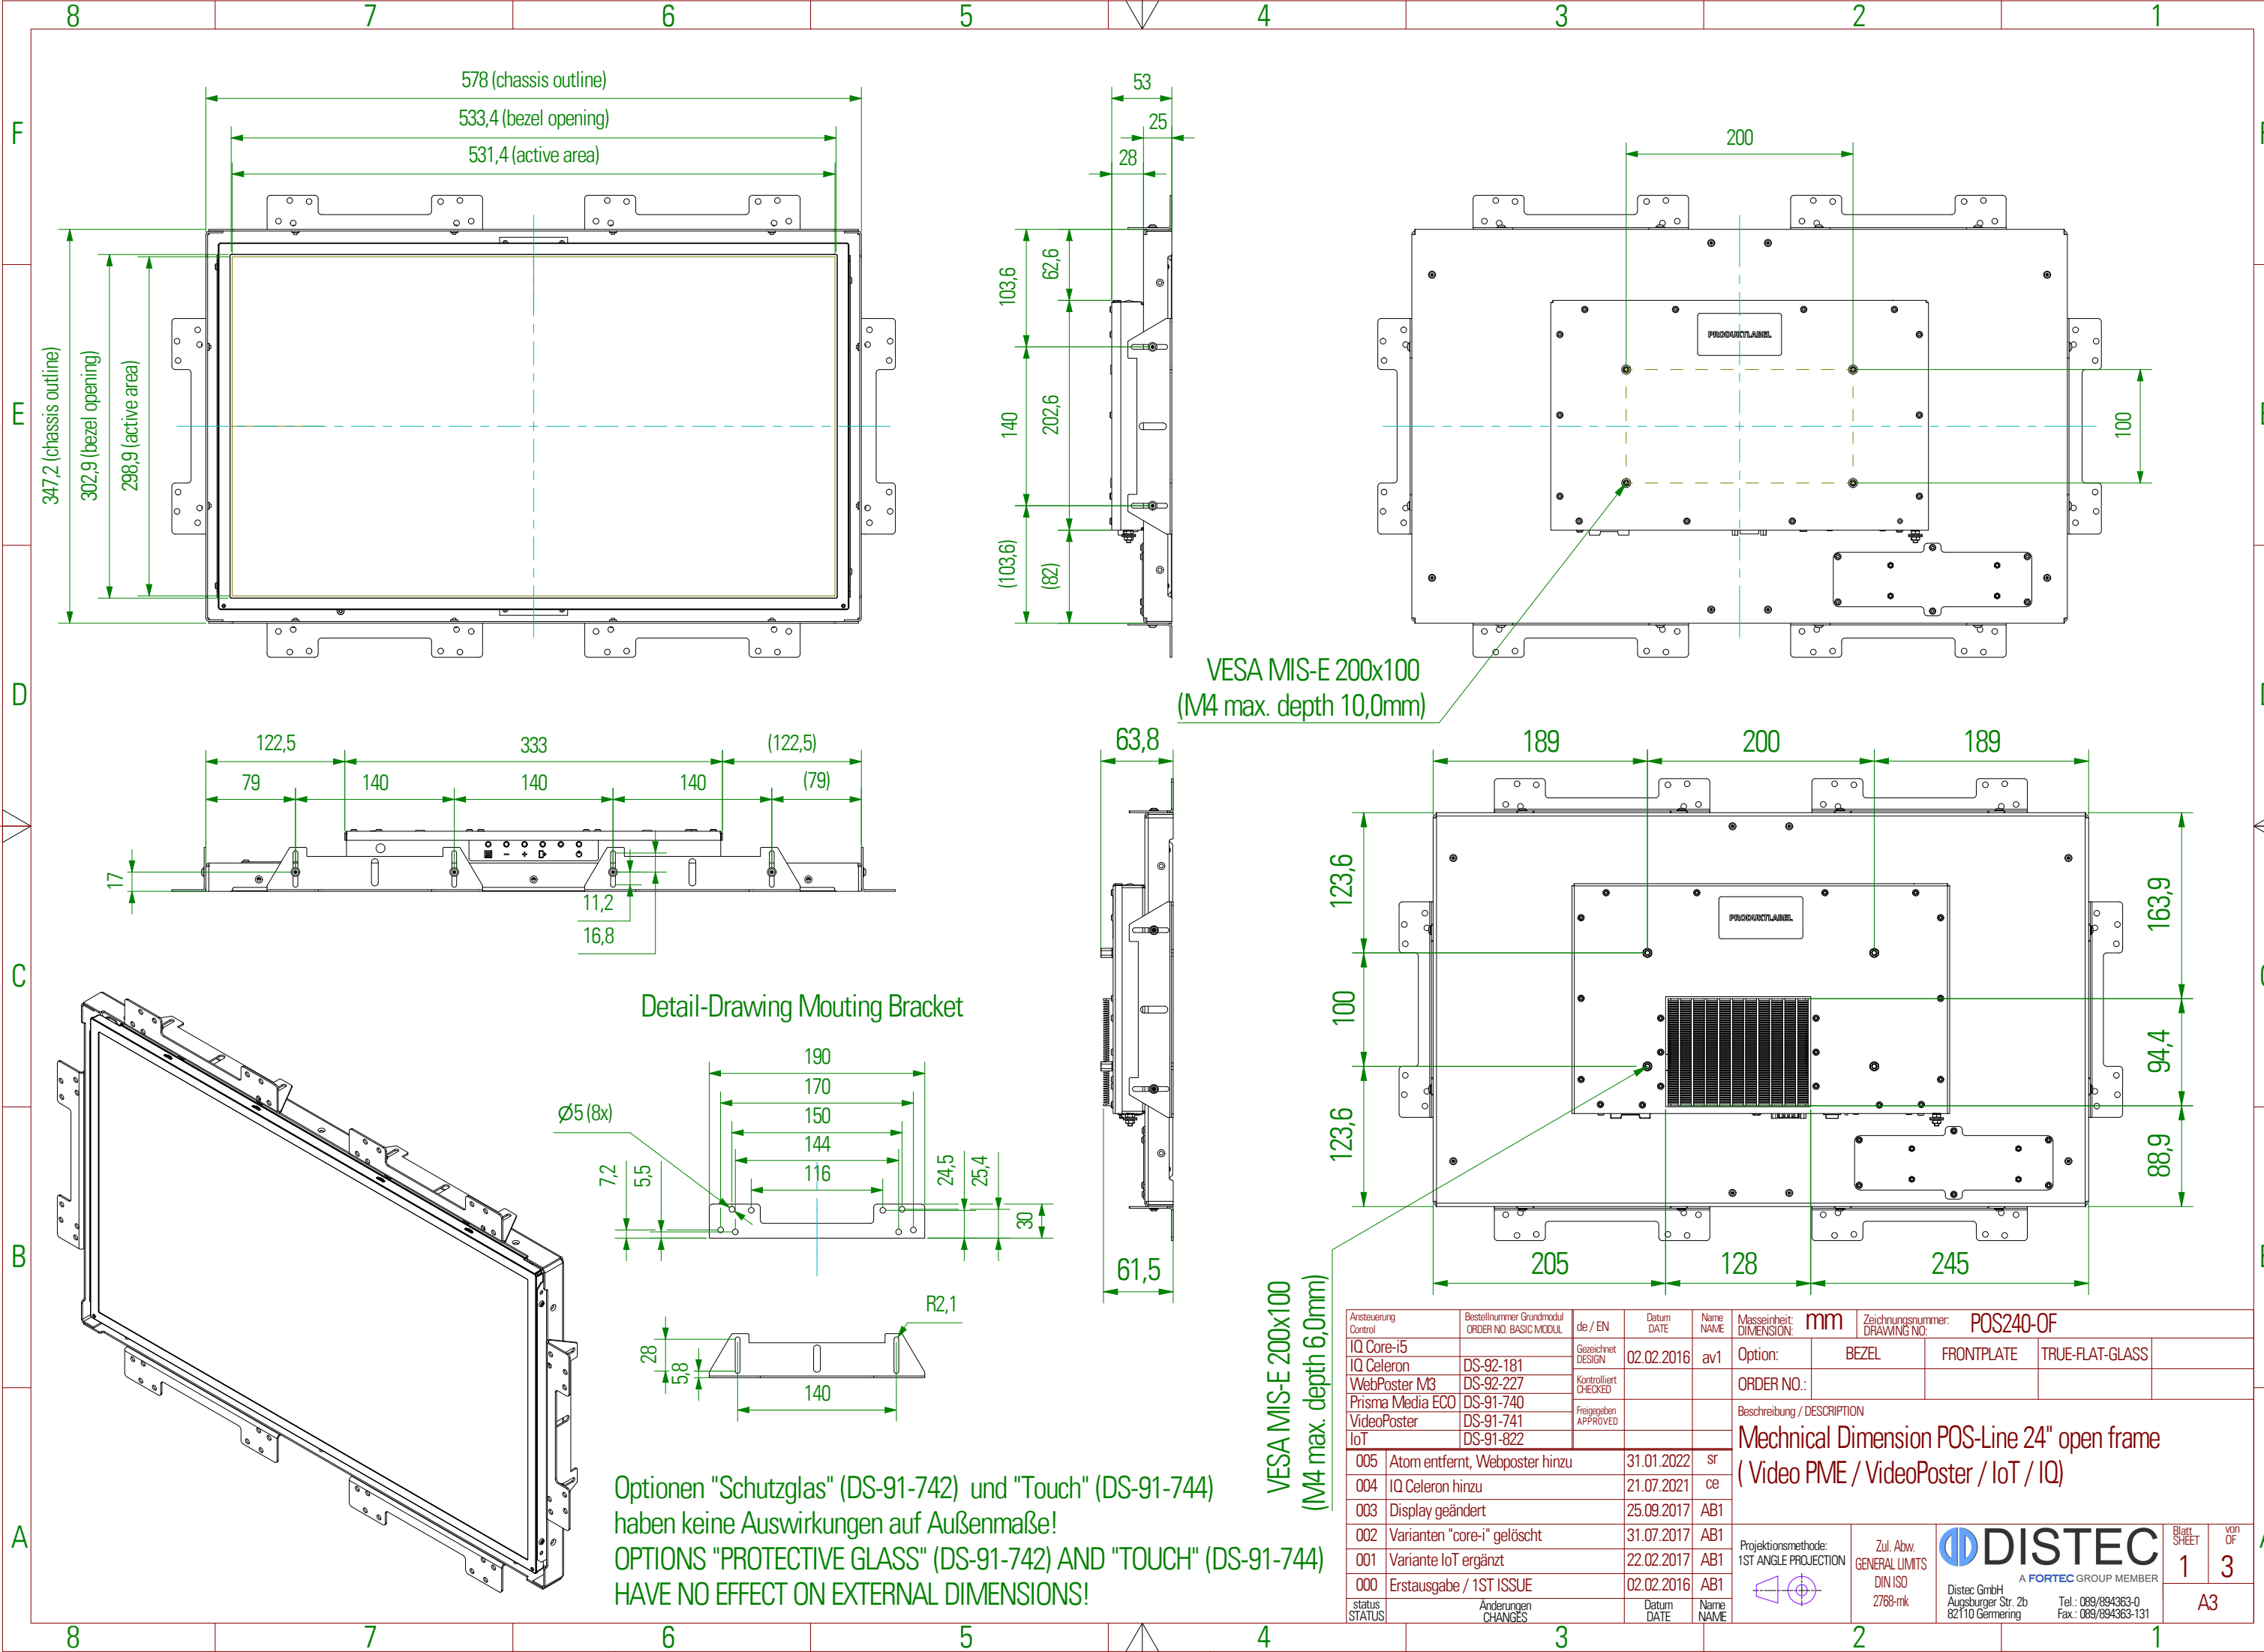 8 7 6 5 4 3 2 1
F
E
D
C
B
A
578 (chassis outline)
533,4 (bezel opening)
531,4 (active area)
347,2 (chassis outline)
302,9 (bezel opening)
298,9 (active area)
53
25
28
103,6
62,6
140
202,6
(103,6)
(82)
200
PRODUKTLABEL
100
VESA MIS-E 200x100
(M4 max. depth 10,0mm)
122,5 333 (122,5)
79 140 140 140 (79)
17
11,2
16,8
63,8
61,5
189 200 189
123,6
100
123,6
PRODUKTLABEL
163,9
94,4
88,9
205 128 245
VESA MIS-E 200x100
(M4 max. depth 6,0mm)
Detail-Drawing Mouting Bracket
190
170
150
144
116
Ø5 (8x)
7,2
5,5
24,5
25,4
30
R2,1
28
5,8
140
Optionen "Schutzglas" (DS-91-742) und "Touch" (DS-91-744)
haben keine Auswirkungen auf Außenmaße!
OPTIONS "PROTECTIVE GLASS" (DS-91-742) AND "TOUCH" (DS-91-744)
HAVE NO EFFECT ON EXTERNAL DIMENSIONS!
Ansteuerung
Control
Bestellnummer Grundmodul
ORDER NO. BASIC MODUL
de / EN
Datum
DATE
Name
NAME
IQ Core-i5
IQ Celeron DS-92-181
WebPoster M3 DS-92-227
Prisma Media ECO DS-91-740
VideoPoster DS-91-741
IoT DS-91-822
Gezeichnet
DESIGN
02.02.2016 av1
Kontrolliert
CHECKED
Freigegeben
APPROVED
005 Atom entfernt, Webposter hinzu 31.01.2022 sr
004 IQ Celeron hinzu 21.07.2021 ce
003 Display geändert 25.09.2017 AB1
002 Varianten "core-i" gelöscht 31.07.2017 AB1
001 Variante IoT ergänzt 22.02.2017 AB1
000 Erstausgabe / 1ST ISSUE 02.02.2016 AB1
status
STATUS
Änderungen
CHANGES
Datum
DATE
Name
NAME
Masseinheit:
DIMENSION:
mm
Zeichnungsnummer:
DRAWING NO:
POS240-OF
Option: BEZEL FRONTPLATE TRUE-FLAT-GLASS
ORDER NO.:
Beschreibung / DESCRIPTION
Mechnical Dimension POS-Line 24" open frame
( Video PME / VideoPoster / IoT / IQ)
Projektionsmethode:
1ST ANGLE PROJECTION
Zul. Abw.
GENERAL LIMITS
DIN ISO
2768-mk
DISTEC
A FORTEC GROUP MEMBER
Distec GmbH
Augsburger Str. 2b
82110 Germering
Tel.: 089/894363-0
Fax.: 089/894363-131
Blatt
SHEET
1
von
OF
3
A3
8 7 6 5 4 3 2 1